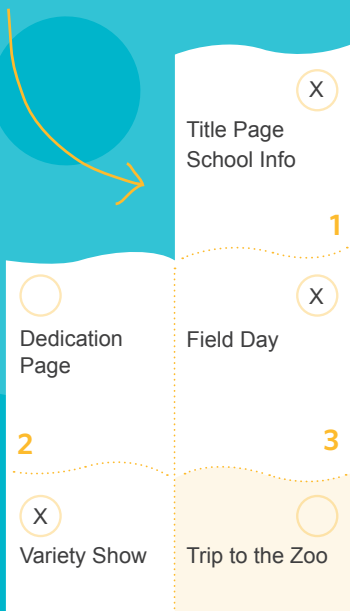 X
Title Page
School Info
1
Dedication
Page
2
X
Field Day
3
X
Variety Show
Trip to the Zoo